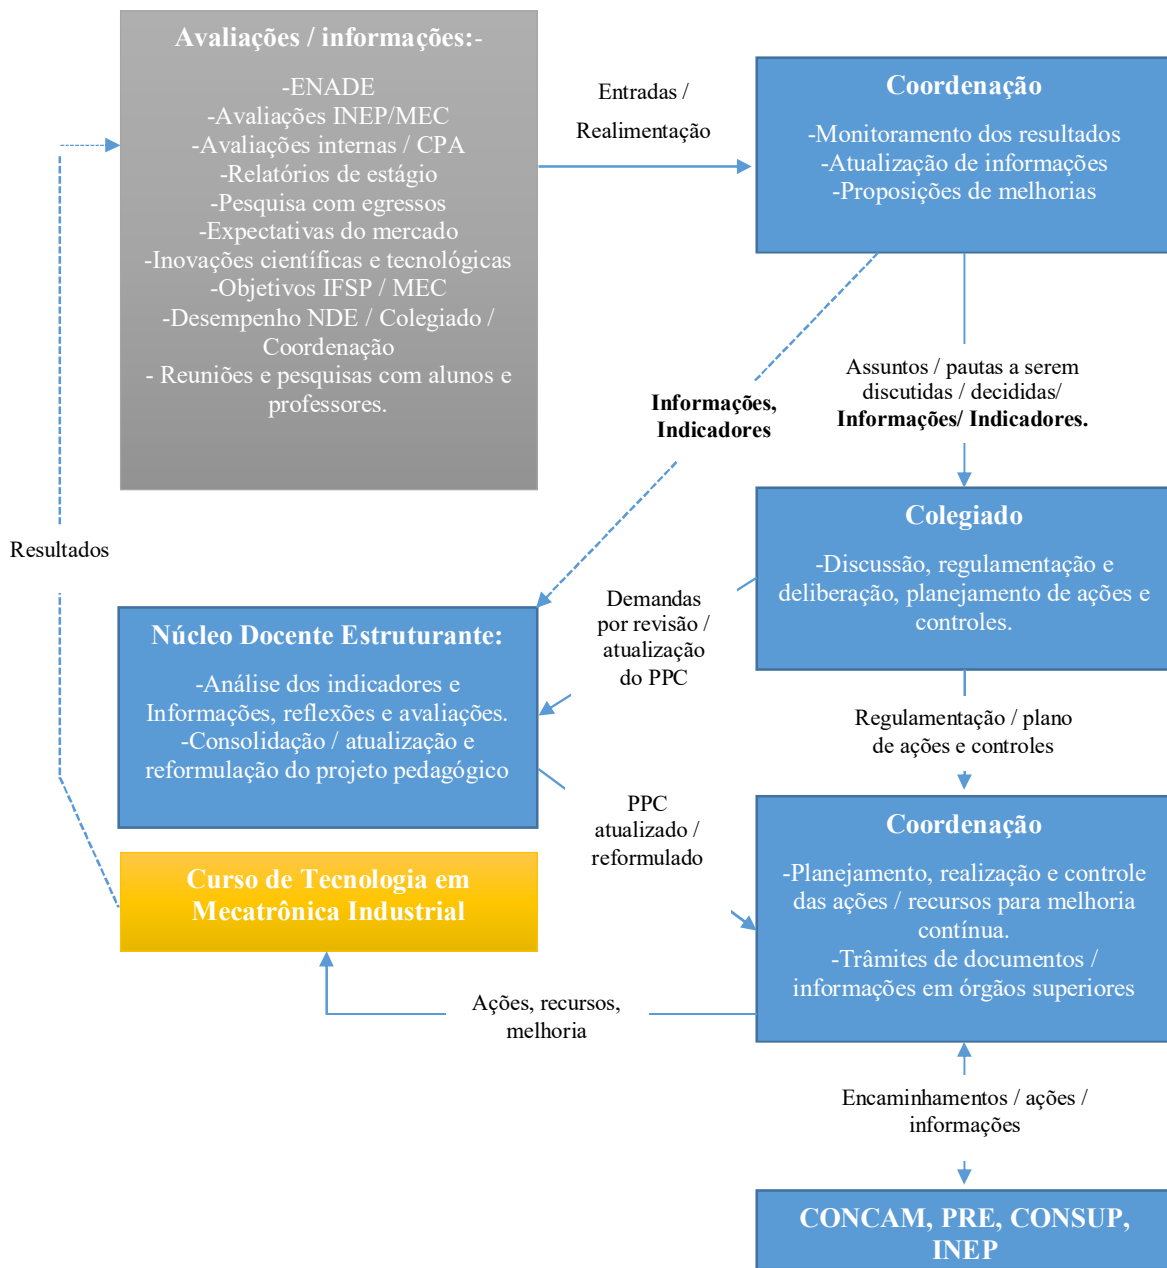 Avaliações / informações:-
-ENADE
-Avaliações INEP/MEC
-Avaliações internas / CPA
-Relatórios de estágio
-Pesquisa com egressos
-Expectativas do mercado
-Inovações científicas e tecnológicas
-Objetivos IFSP / MEC
-Desempenho NDE / Colegiado /
Coordenação
- Reuniões e pesquisas com alunos e
professores.
Entradas /
Realimentação
Coordenação
-Monitoramento dos resultados
-Atualização de informações
-Proposições de melhorias
Informações,
Indicadores
Assuntos / pautas a serem
discutidas / decididas/
Informações/ Indicadores.
Resultados
Colegiado
-Discussão, regulamentação e
deliberação, planejamento de ações e
controles.
Demandas
por revisão /
atualização
do PPC
Núcleo Docente Estruturante:
-Análise dos indicadores e
Informações, reflexões e avaliações.
-Consolidação / atualização e
reformulação do projeto pedagógico
Regulamentação / plano
de ações e controles
PPC
atualizado /
reformulado
Coordenação
-Planejamento, realização e controle
das ações / recursos para melhoria
contínua.
-Trâmites de documentos /
informações em órgãos superiores
Curso de Tecnologia em
Mecatrônica Industrial
Ações, recursos,
melhoria
Encaminhamentos / ações /
informações
CONCAM, PRE, CONSUP,
INEP